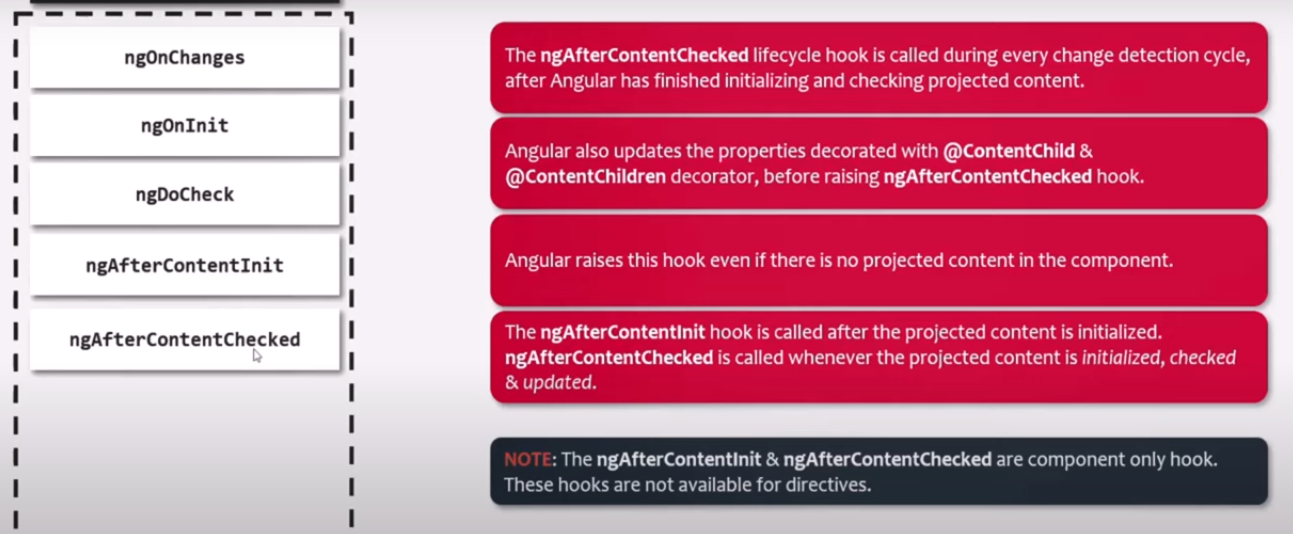 ngOnChanges
ngOnInit
ngDoCheck
ngAfterContentInit
ngAfterContentChecked
The ngAfterContentChecked lifecycle hook is called during every change detection cycle,
after Angular has finished initializing and checking projected content.
Angular also updates the properties decorated with @ContentChild &
@ContentChildren decorator, before raising ngAfterContentChecked hook.
Angular raises this hook even if there is no projected content in the component.
The ngAfterContentInit hook is called after the projected content is initialized.
ngAfterContentChecked is called whenever the projected content is initialized, checked
& updated.
NOTE: The ngAfterContentInit & ngAfterContentChecked are component only hook.
These hooks are not available for directives.